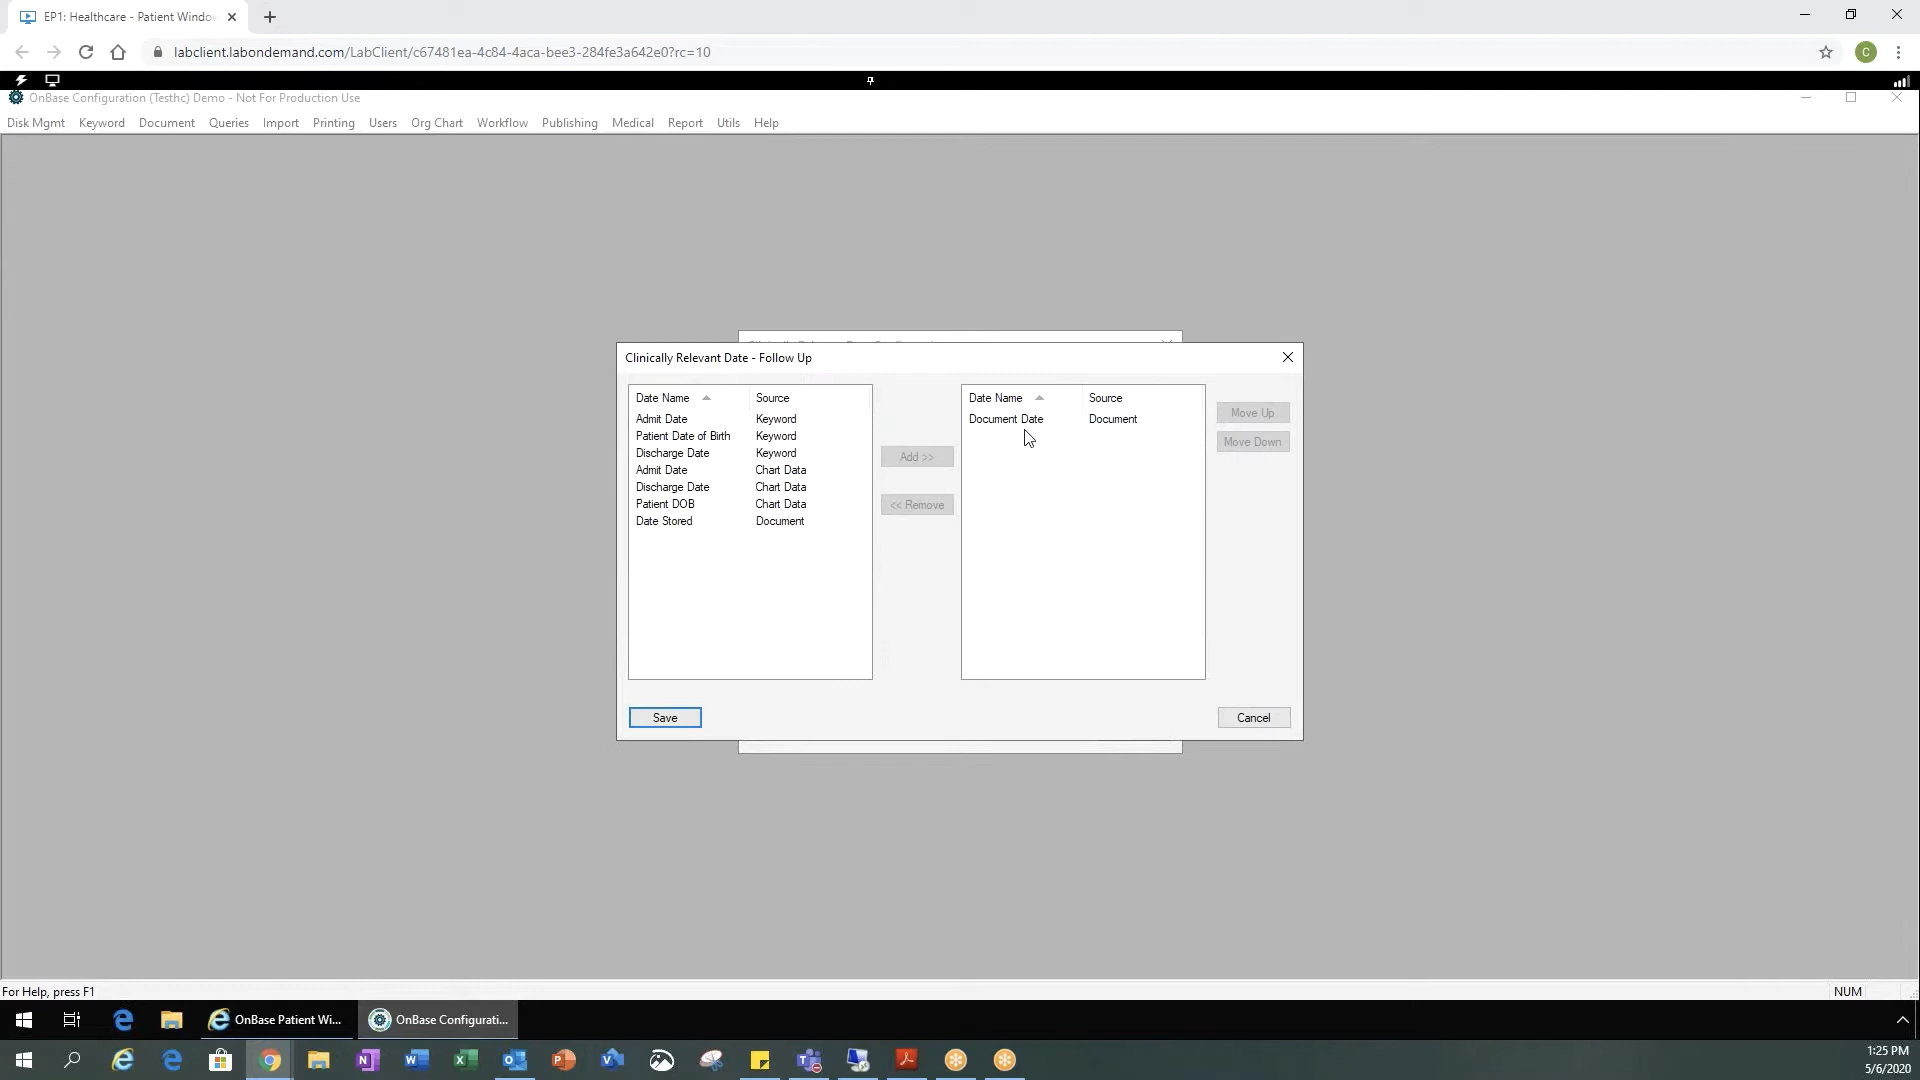 EP1: Healthcare - Patient Windo
labclient.labondemand.com/LabClient/c67481ea-4c84-4aca-bee3-284fe3a642e0?rc=10
C
OnBase Configuration (Testhc) Demo - Not For Production Use
Disk Mgmt Keyword Document Queries Import Printing Users Org Chart Workflow Publishing Medical Report Utils Help
Clinically Relevant Date - Follow Up
Date Name Source Date Name Source
Admit Date Keyword Document Date Document Move Up
Patient Date of Birth Keyword
Discharge Date Keyword Add >> Move Down
Admit Date Chart Data
Discharge Date Chart Data
Patient DOB Chart Data << Remove
Date Stored Document
Save Cancel
For Help, press F1 NUM
OnBase Patient Wi... OnBase Configurati...
1:25 PM
5/6/2020